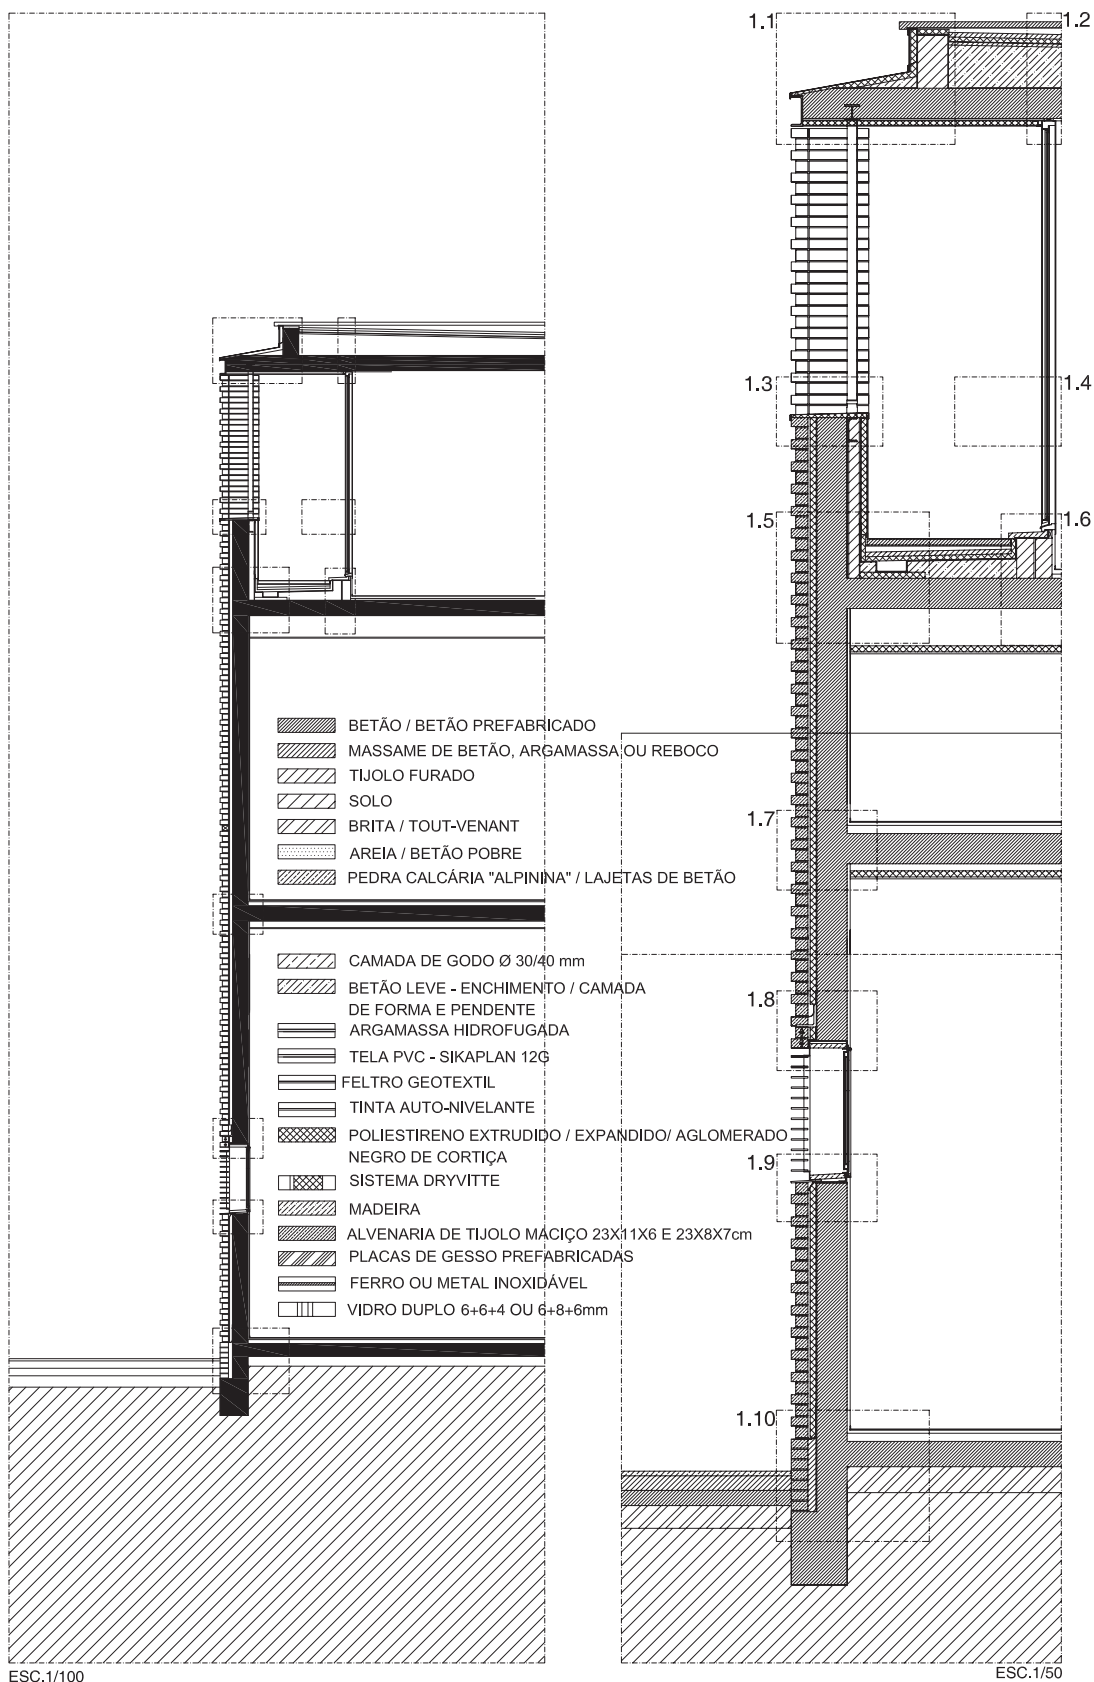 1.1
1.2
1.3
1.4
1.5
1.6
BETÃO / BETÃO PREFABRICADO
MASSAME DE BETÃO, ARGAMASSA OU REBOCO
TIJOLO FURADO
SOLO
BRITA / TOUT-VENANT
AREIA / BETÃO POBRE
PEDRA CALCÁRIA "ALPININA" / LAJETAS DE BETÃO
1.7
CAMADA DE GODO Ø 30/40 mm
BETÃO LEVE - ENCHIMENTO / CAMADA
DE FORMA E PENDENTE
ARGAMASSA HIDROFUGADA
TELA PVC - SIKAPLAN 12G
FELTRO GEOTEXTIL
TINTA AUTO-NIVELANTE
POLIESTIRENO EXTRUDIDO / EXPANDIDO/ AGLOMERADO
NEGRO DE CORTIÇA
SISTEMA DRYVITTE
MADEIRA
ALVENARIA DE TIJOLO MACIÇO 23X11X6 E 23X8X7cm
PLACAS DE GESSO PREFABRICADAS
FERRO OU METAL INOXIDÁVEL
VIDRO DUPLO 6+6+4 OU 6+8+6mm
1.8
1.9
1.10
ESC.1/100
ESC.1/50